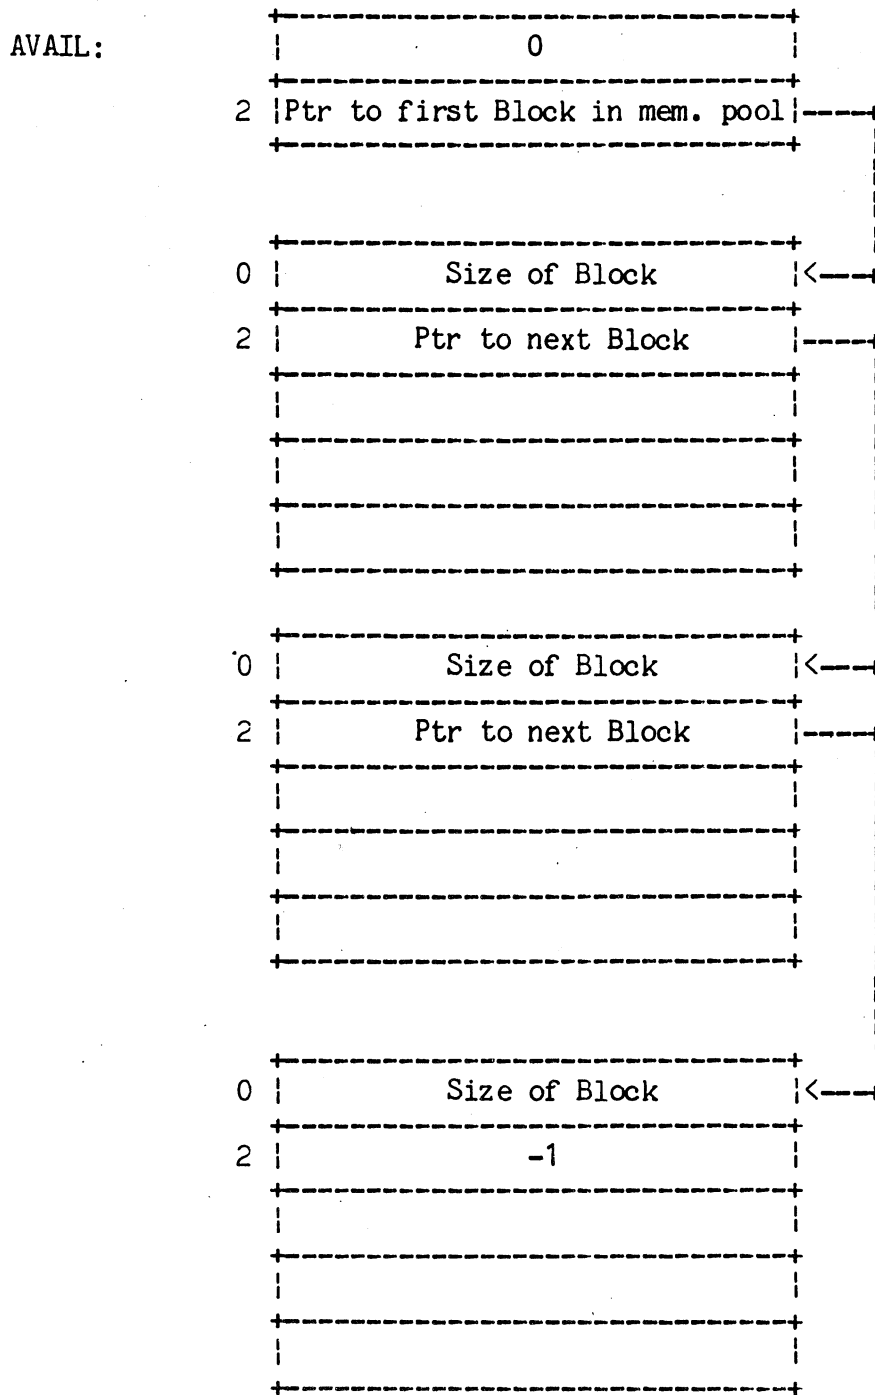 AVAIL: 0
2 Ptr to first Block in mem. pool
0 Size of Block
2 Ptr to next Block
0 Size of Block
2 Ptr to next Block
0 Size of Block
2 -1